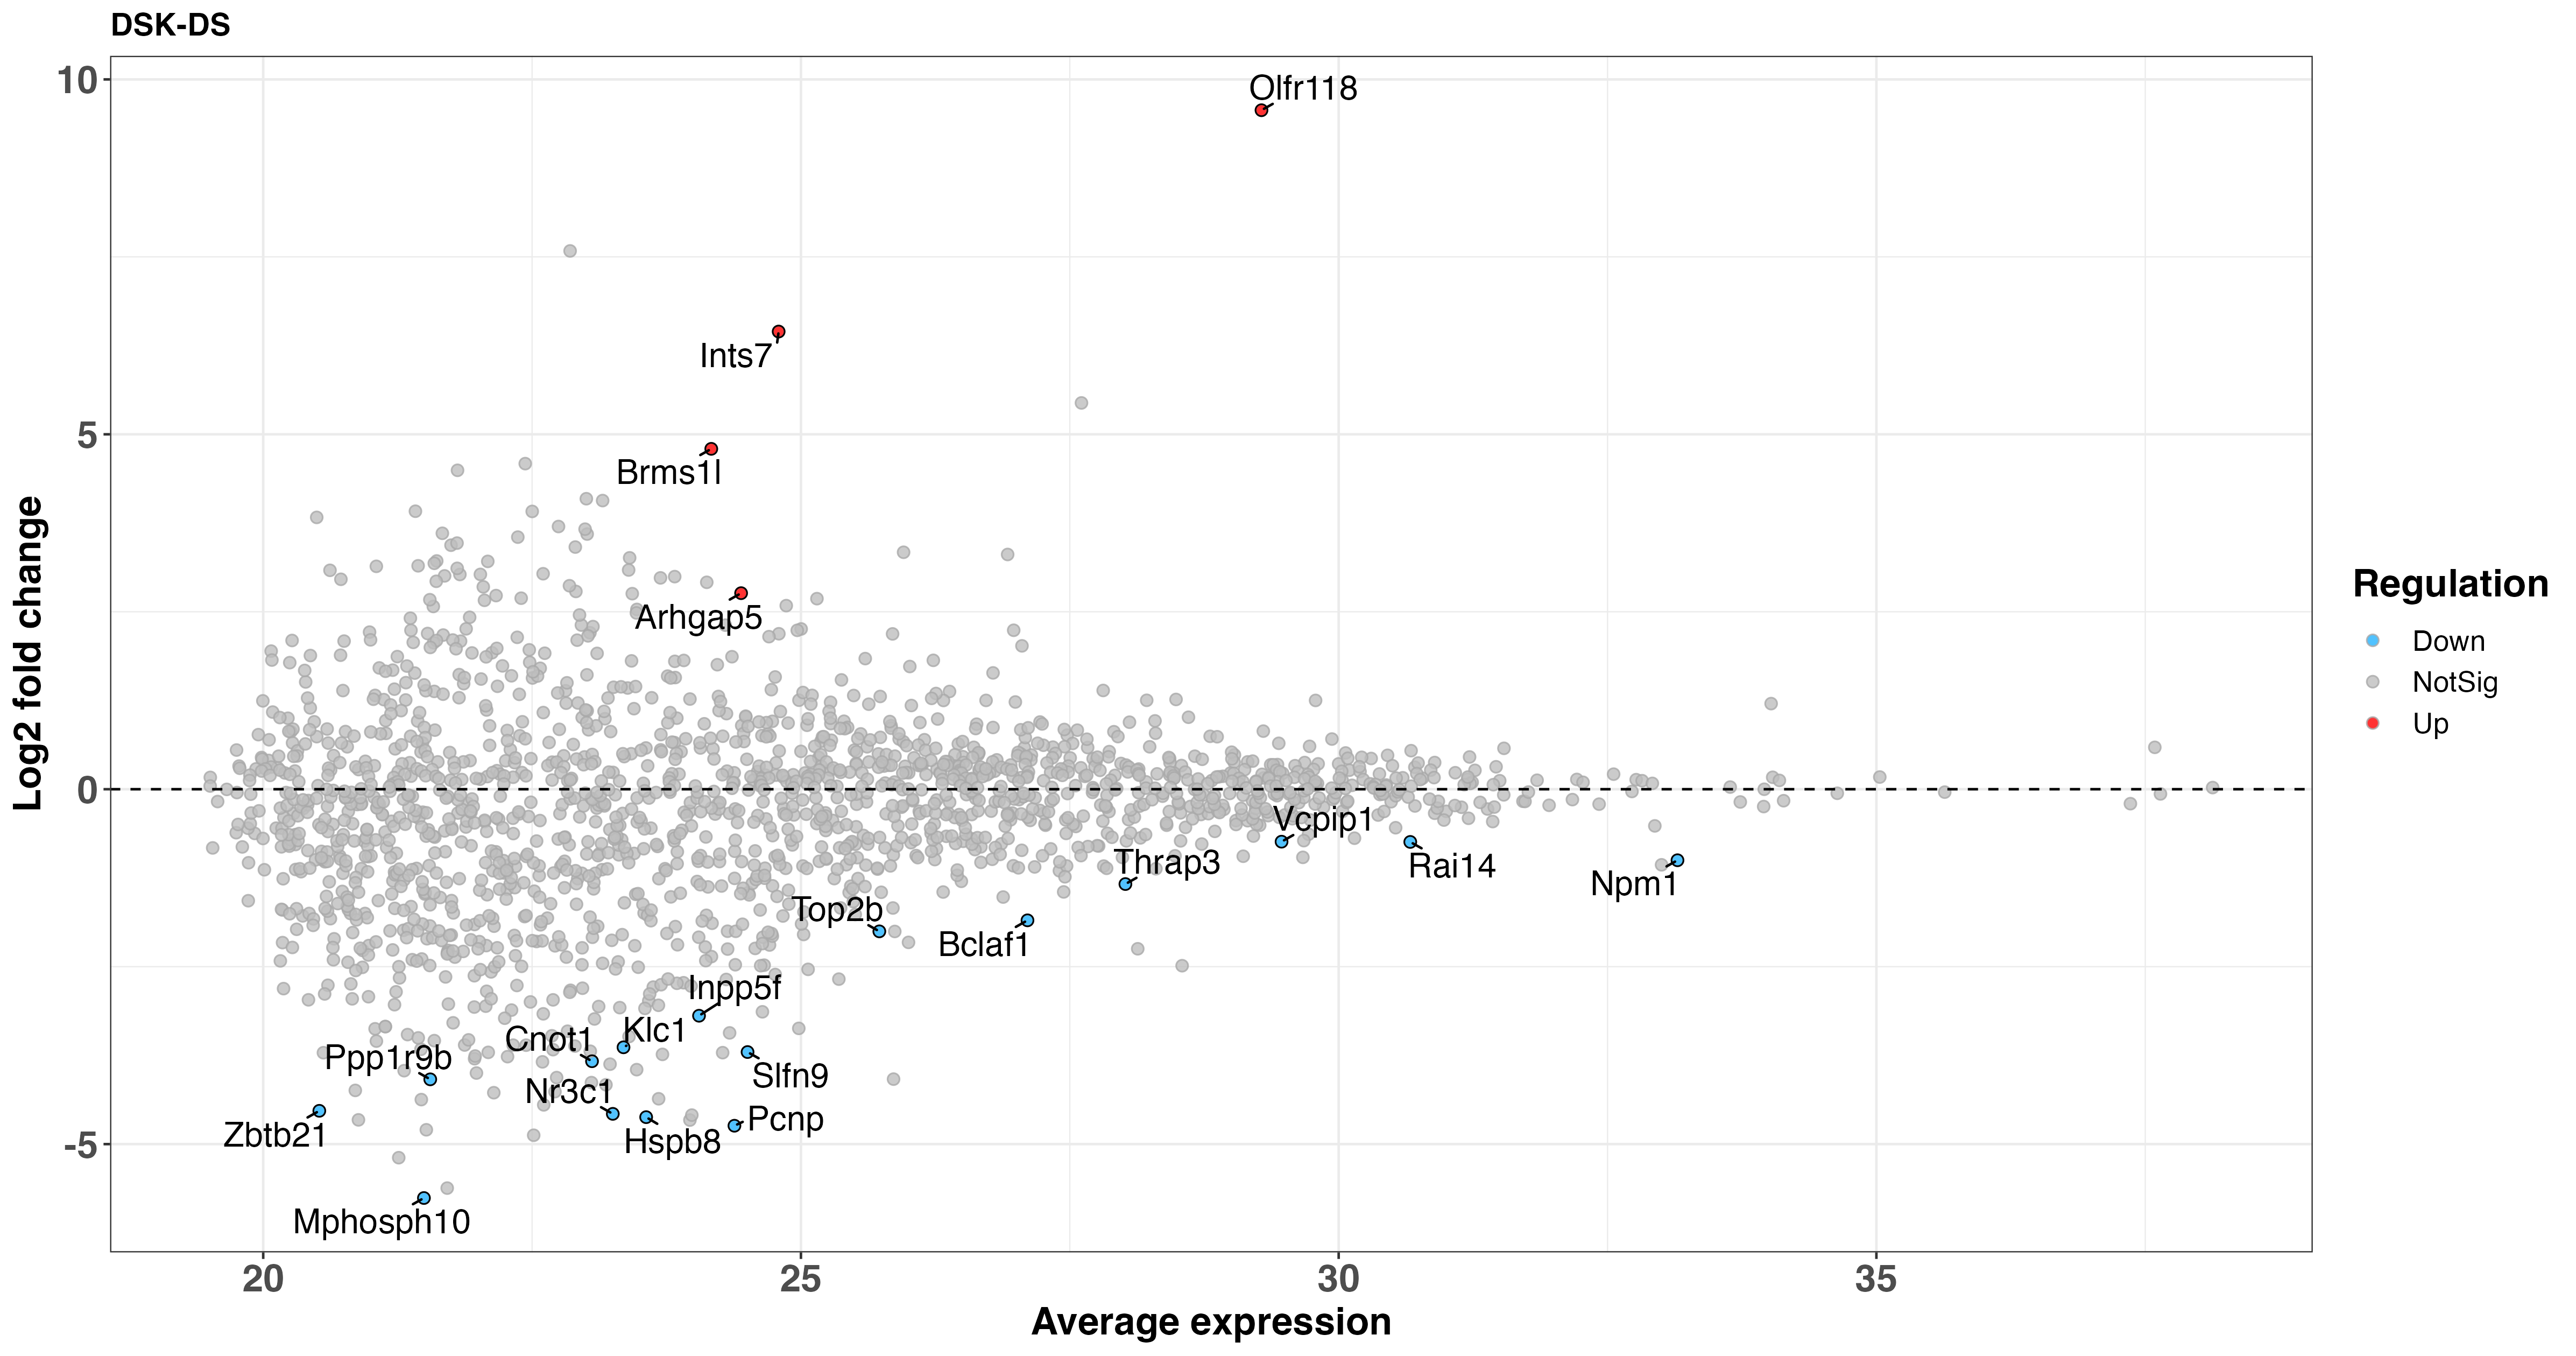 DSK-DS
10
5
0
-5
Log2 fold change
Olfr118
Ints7
Brms1l
Arhgap5
Vcpip1
Thrap3
Rai14
Npm1
Top2b
Bclaf1
Inpp5f
Klc1
Cnot1
Ppp1r9b
Slfn9
Nr3c1
Pcnp
Zbtb21
Hspb8
Mphosph10
20
25
30
35
Average expression
Regulation
Down
NotSig
Up